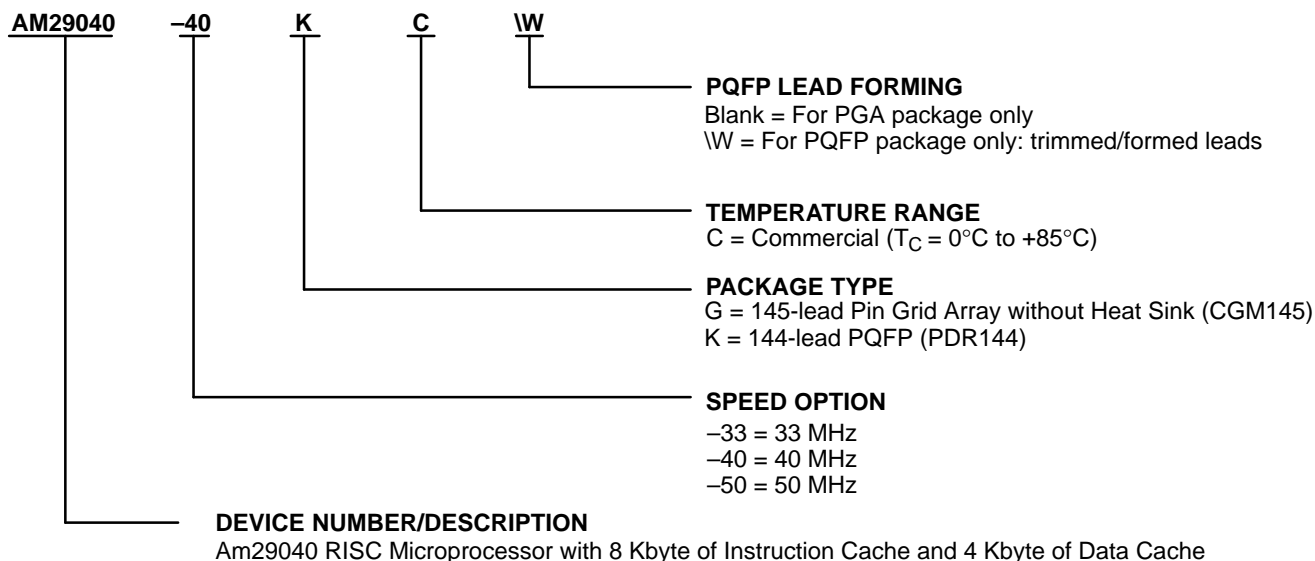 AM29040 –40 K C \W
PQFP LEAD FORMING
Blank = For PGA package only
\W = For PQFP package only: trimmed/formed leads
TEMPERATURE RANGE
C = Commercial (TC = 0°C to +85°C)
PACKAGE TYPE
G = 145-lead Pin Grid Array without Heat Sink (CGM145)
K = 144-lead PQFP (PDR144)
SPEED OPTION
–33 = 33 MHz
–40 = 40 MHz
–50 = 50 MHz
DEVICE NUMBER/DESCRIPTION
Am29040 RISC Microprocessor with 8 Kbyte of Instruction Cache and 4 Kbyte of Data Cache